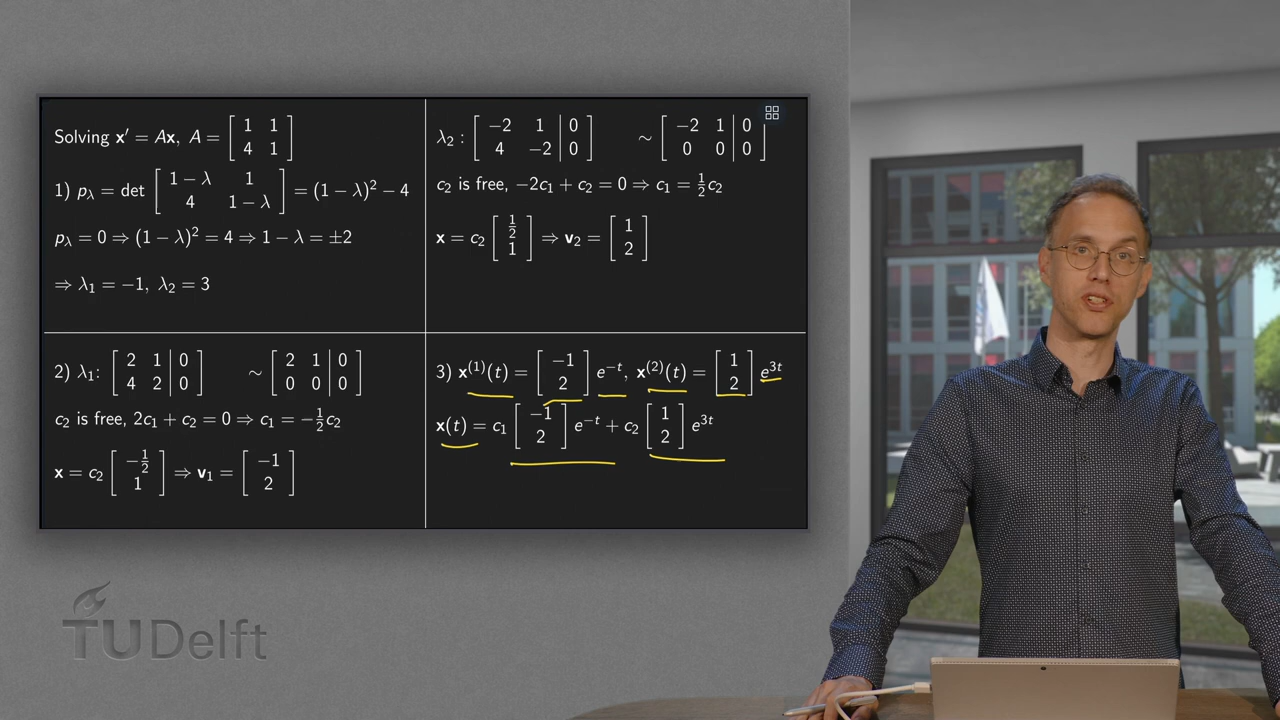 Solving x′ = Ax, A = [1 1; 4 1]
1) p_λ = det [1 − λ 1; 4 1 − λ] = (1 − λ)² − 4
p_λ = 0 ⇒ (1 − λ)² = 4 ⇒ 1 − λ = ±2
⇒ λ₁ = −1, λ₂ = 3
λ₂ : [−2 1 | 0; 4 −2 | 0] ∼ [−2 1 | 0; 0 0 | 0]
c₂ is free, −2c₁ + c₂ = 0 ⇒ c₁ = ½c₂
x = c₂ [½; 1] ⇒ v₂ = [1; 2]
2) λ₁: [2 1 | 0; 4 2 | 0] ∼ [2 1 | 0; 0 0 | 0]
c₂ is free, 2c₁ + c₂ = 0 ⇒ c₁ = −½c₂
x = c₂ [−½; 1] ⇒ v₁ = [−1; 2]
3) x⁽¹⁾(t) = [−1; 2] e⁻ᵗ, x⁽²⁾(t) = [1; 2] e³ᵗ
x(t) = c₁ [−1; 2] e⁻ᵗ + c₂ [1; 2] e³ᵗ
TUDelft